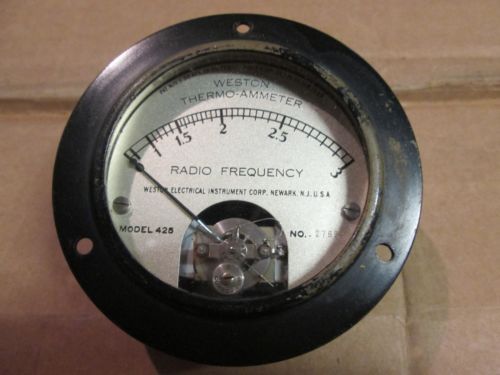 WESTON
THERMO-AMMETER
1 1.5 2 2.5 3
RADIO FREQUENCY
WESTON ELECTRICAL INSTRUMENT CORP. NEWARK, N.J. U.S.A
MODEL 425 NO.